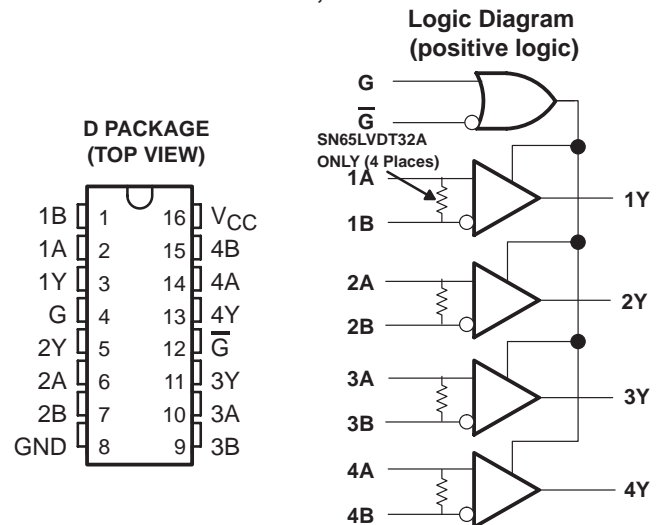 Logic Diagram
(positive logic)
G
G̅
SN65LVDT32A
ONLY (4 Places)
1A
1B
1Y
2A
2B
2Y
3A
3B
3Y
4A
4B
4Y
D PACKAGE
(TOP VIEW)
1B 1 16 VCC
1A 2 15 4B
1Y 3 14 4A
G 4 13 4Y
2Y 5 12 G̅
2A 6 11 3Y
2B 7 10 3A
GND 8 9 3B